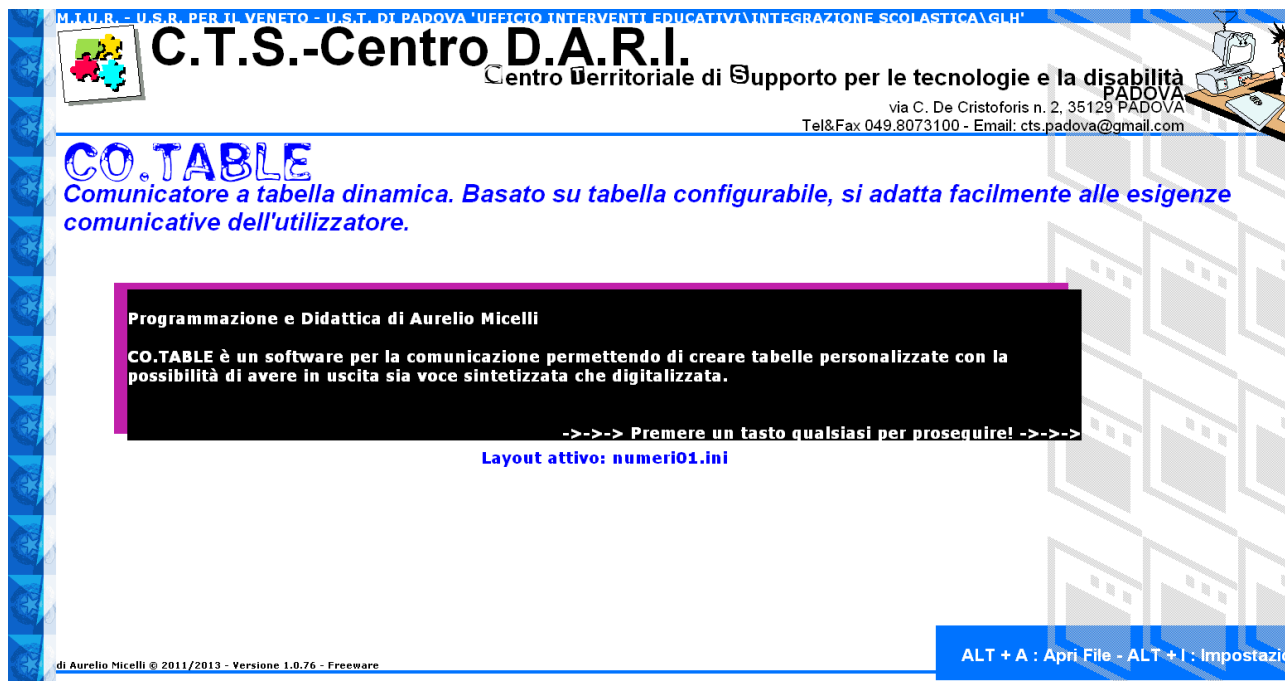 M.I.U.R. - U.S.R. PER IL VENETO - U.S.T. DI PADOVA 'UFFICIO INTERVENTI EDUCATIVI\INTEGRAZIONE SCOLASTICA\GLH'
C.T.S.-Centro D.A.R.I.
Centro Territoriale di Supporto per le tecnologie e la disabilità
PADOVA
via C. De Cristoforis n. 2, 35129 PADOVA
Tel&Fax 049.8073100 - Email: cts.padova@gmail.com
CO.TABLE
Comunicatore a tabella dinamica. Basato su tabella configurabile, si adatta facilmente alle esigenze
comunicative dell'utilizzatore.
Programmazione e Didattica di Aurelio Micelli
CO.TABLE è un software per la comunicazione permettendo di creare tabelle personalizzate con la
possibilità di avere in uscita sia voce sintetizzata che digitalizzata.
->->-> Premere un tasto qualsiasi per proseguire! ->->->
Layout attivo: numeri01.ini
di Aurelio Micelli © 2011/2013 - Versione 1.0.76 - Freeware
ALT + A : Apri File - ALT + I : Impostazio